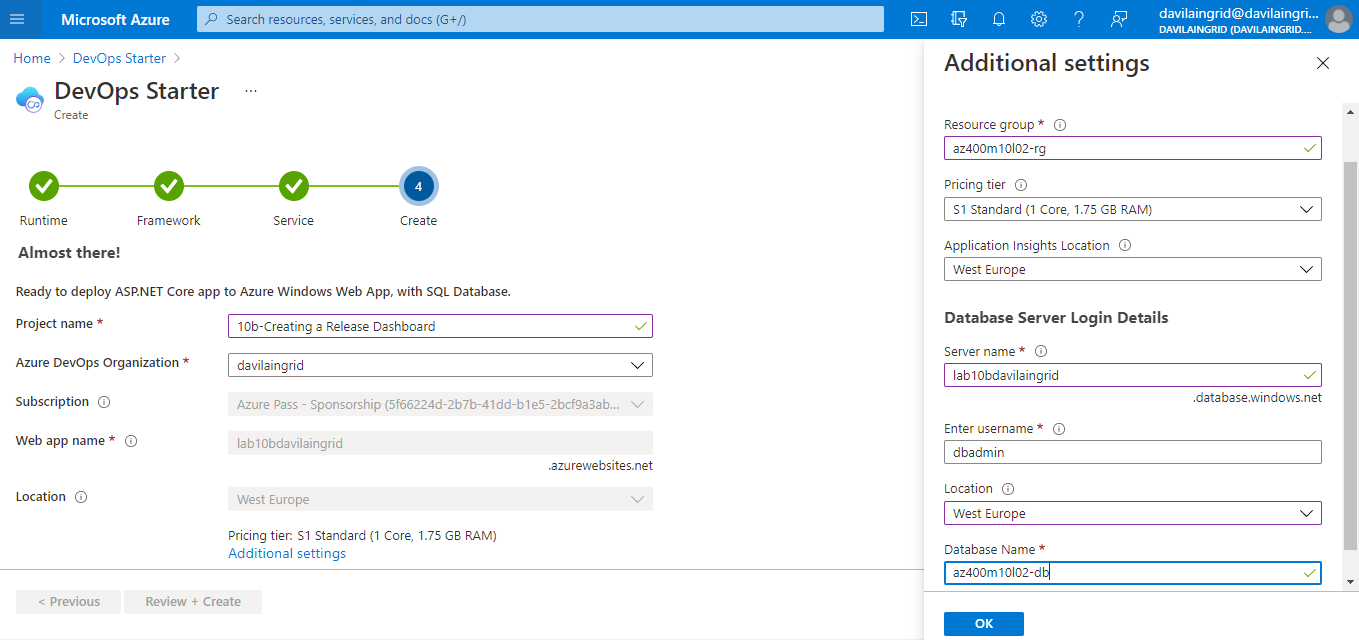 Microsoft Azure
Search resources, services, and docs (G+/)
davilaingrid@davilaingri...
DAVILAINGRID (DAVILAINGRID....
Home > DevOps Starter >
DevOps Starter ...
Create
4
Runtime Framework Service Create
Almost there!
Ready to deploy ASP.NET Core app to Azure Windows Web App, with SQL Database.
Project name *
10b-Creating a Release Dashboard
Azure DevOps Organization *
davilaingrid
Subscription
Azure Pass - Sponsorship (5f66224d-2b7b-41dd-b1e5-2bcf9a3ab...
Web app name *
lab10bdavilaingrid
.azurewebsites.net
Location
West Europe
Pricing tier: S1 Standard (1 Core, 1.75 GB RAM)
Additional settings
< Previous
Review + Create
Additional settings
Resource group *
az400m10l02-rg
Pricing tier
S1 Standard (1 Core, 1.75 GB RAM)
Application Insights Location
West Europe
Database Server Login Details
Server name *
lab10bdavilaingrid
.database.windows.net
Enter username *
dbadmin
Location
West Europe
Database Name *
az400m10l02-db
OK